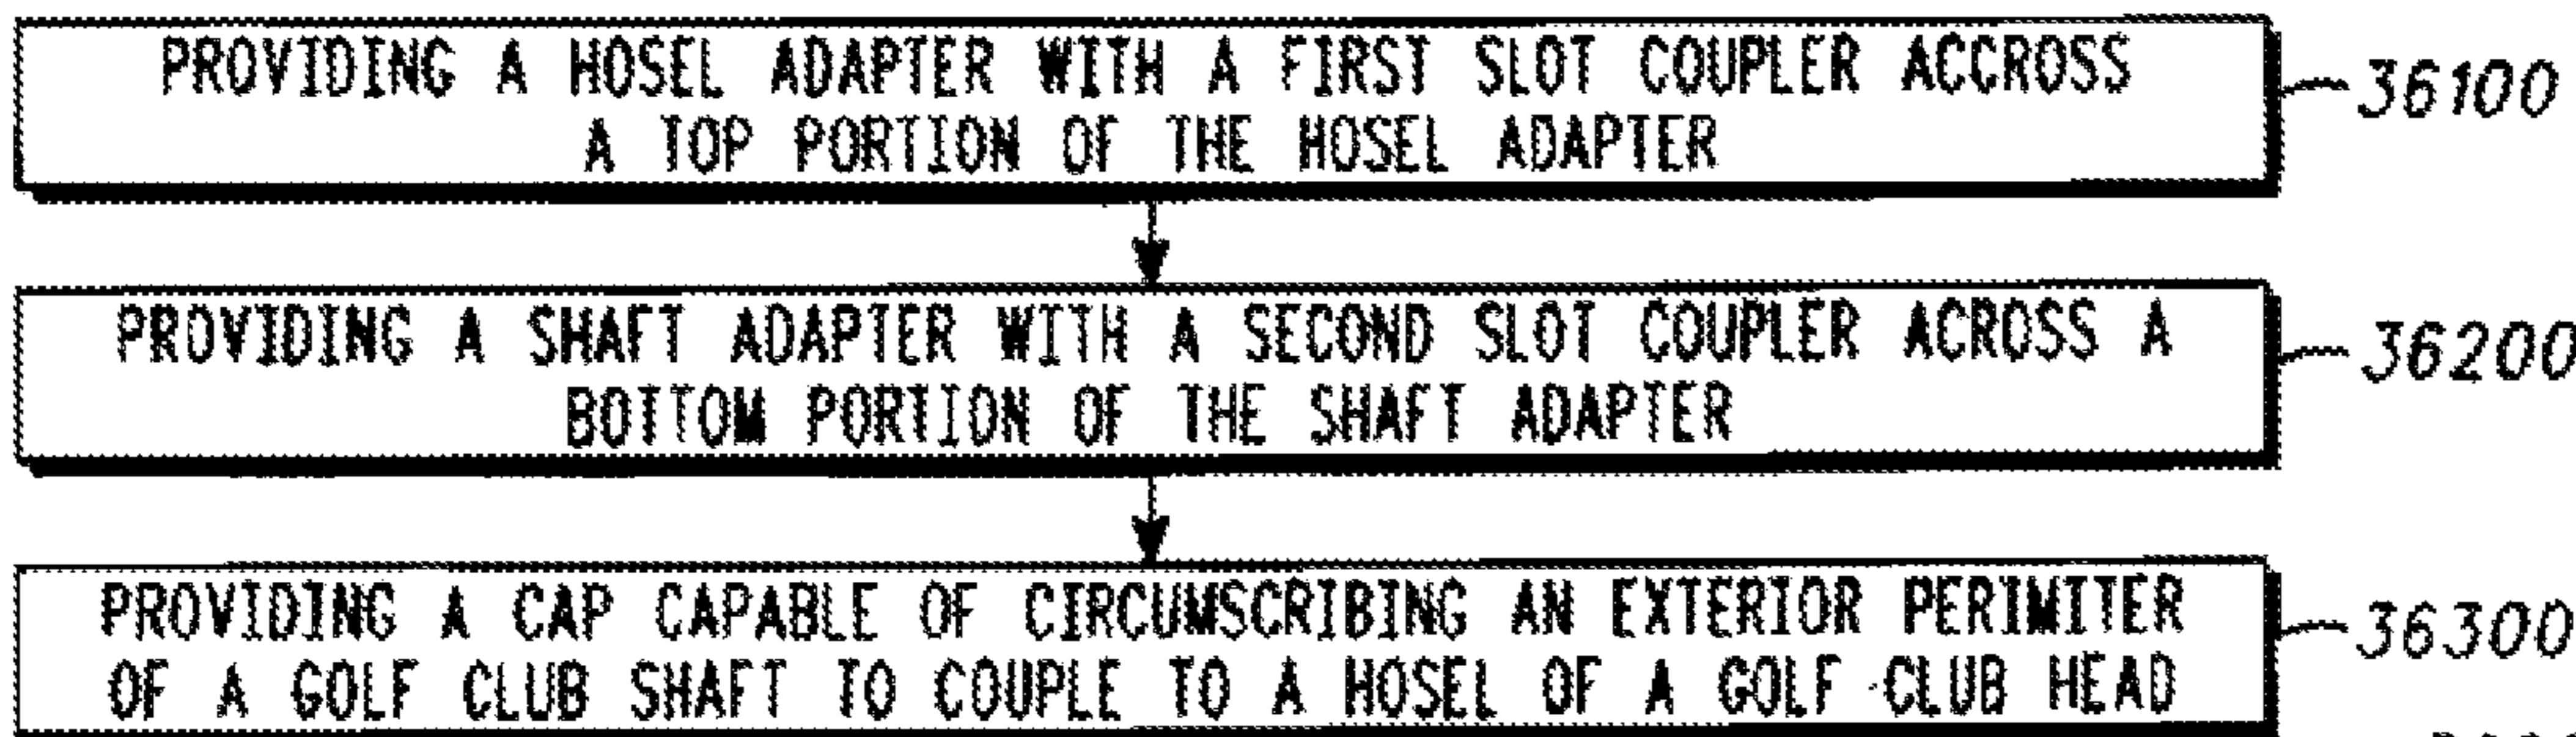 PROVIDING A HOSEL ADAPTER WITH A FIRST SLOT COUPLER ACCROSS
A TOP PORTION OF THE HOSEL ADAPTER
36100
PROVIDING A SHAFT ADAPTER WITH A SECOND SLOT COUPLER ACROSS A
BOTTOM PORTION OF THE SHAFT ADAPTER
36200
PROVIDING A CAP CAPABLE OF CIRCUMSCRIBING AN EXTERIOR PERIMITER
OF A GOLF CLUB SHAFT TO COUPLE TO A HOSEL OF A GOLF CLUB HEAD
36300